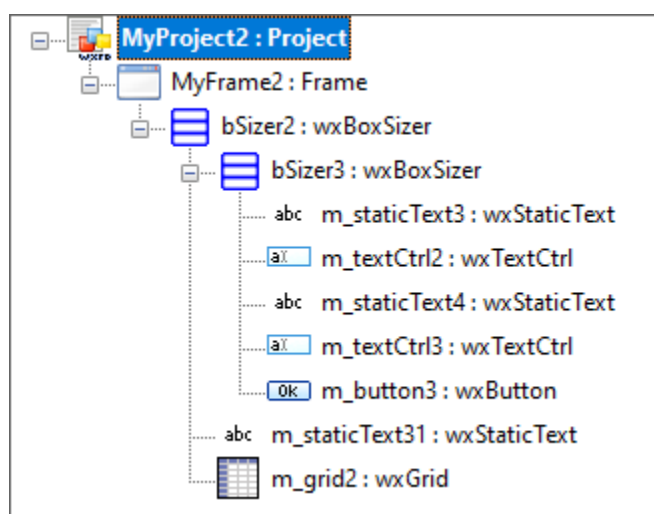 MyProject2 : Project
MyFrame2 : Frame
bSizer2 : wxBoxSizer
bSizer3 : wxBoxSizer
abc m_staticText3 : wxStaticText
a m_textCtrl2 : wxTextCtrl
abc m_staticText4 : wxStaticText
a m_textCtrl3 : wxTextCtrl
Ok m_button3 : wxButton
abc m_staticText31 : wxStaticText
m_grid2 : wxGrid